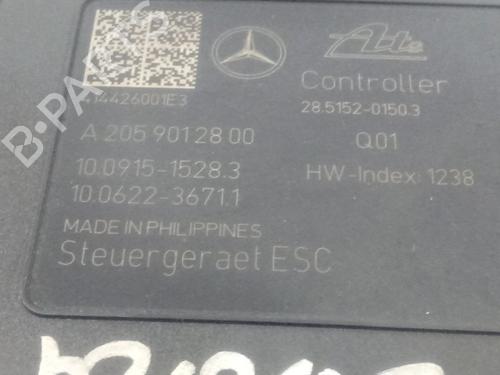 Ate
414426001E3
Controller
28.5152-0150.3
A 205 901 28 00
Q01
10.0915-1528.3
HW-Index: 1238
10.0622-3671.1
MADE IN PHILIPPINES
Steuergeraet ESC
B-PARTS